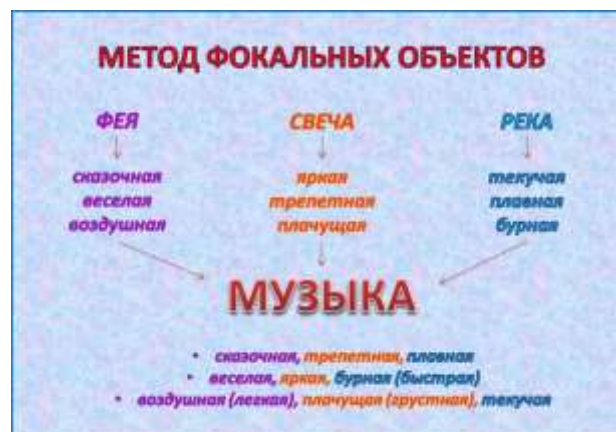 МЕТОД ФОКАЛЬНЫХ ОБЪЕКТОВ
ФЕЯ СВЕЧА РЕКА
сказочная яркая текучая
веселая трепетная плавная
воздушная плачущая бурная
МУЗЫКА
• сказочная, трепетная, плавная
• веселая, яркая, бурная (быстрая)
• воздушная (легкая), плачущая (грустная), текучая